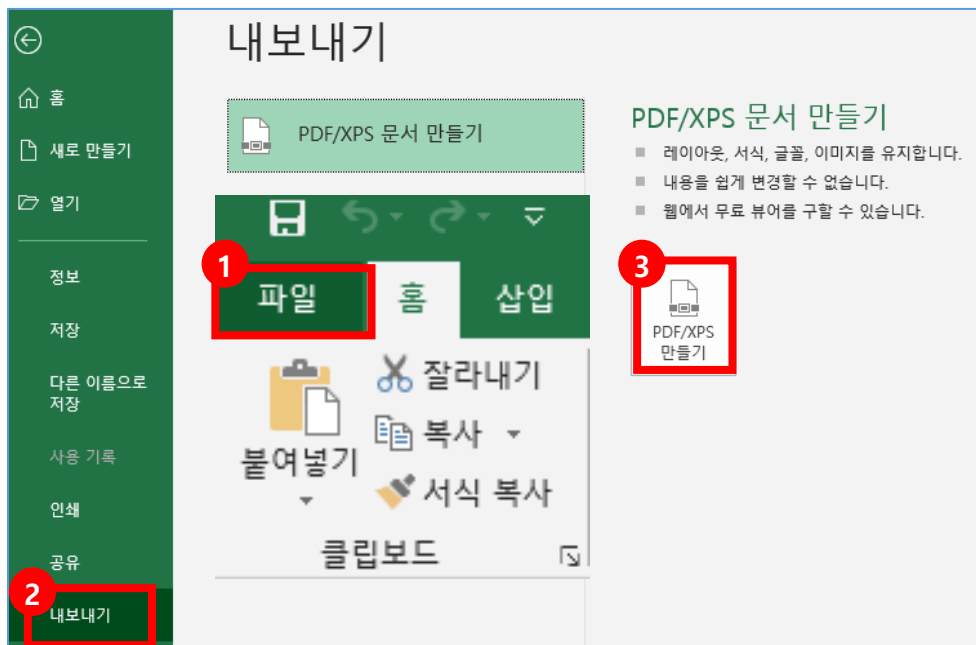 내보내기
홈
새로 만들기
열기
정보
저장
다른 이름으로
저장
사용 기록
인쇄
공유
2
내보내기
PDF/XPS 문서 만들기
1
파일
홈
삽입
잘라내기
복사
붙여넣기
서식 복사
클립보드
PDF/XPS 문서 만들기
레이아웃, 서식, 글꼴, 이미지를 유지합니다.
내용을 쉽게 변경할 수 없습니다.
웹에서 무료 뷰어를 구할 수 있습니다.
3
PDF/XPS
만들기